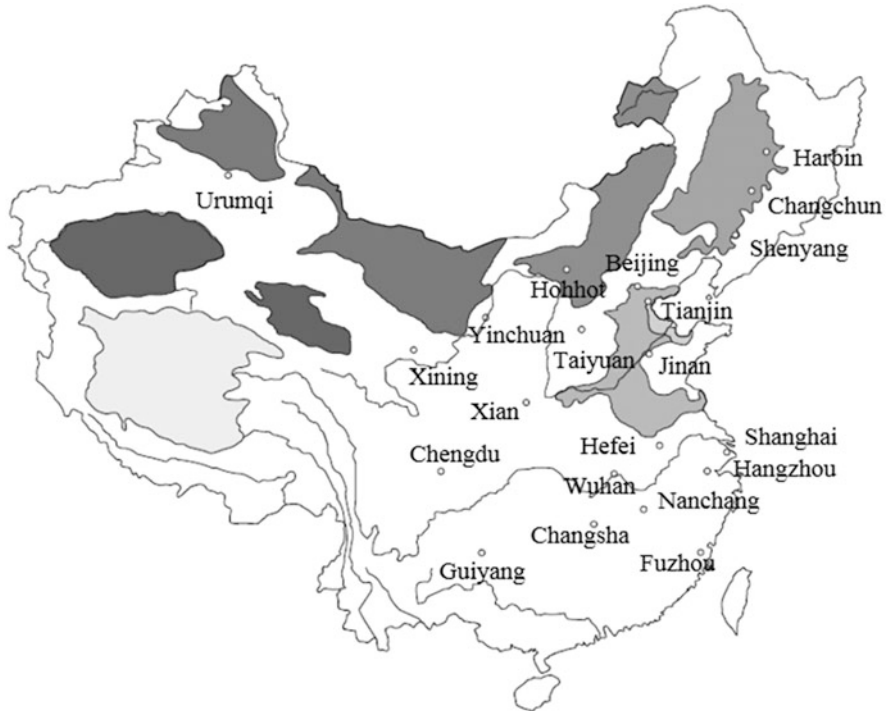 Harbin
Urumqi
Changchun
Shenyang
Beijing
Hohhot
Tianjin
Yinchuan
Taiyuan
Jinan
Xining
Xian
Shanghai
Hefei
Chengdu
Hangzhou
Wuhan
Nanchang
Changsha
Guiyang
Fuzhou